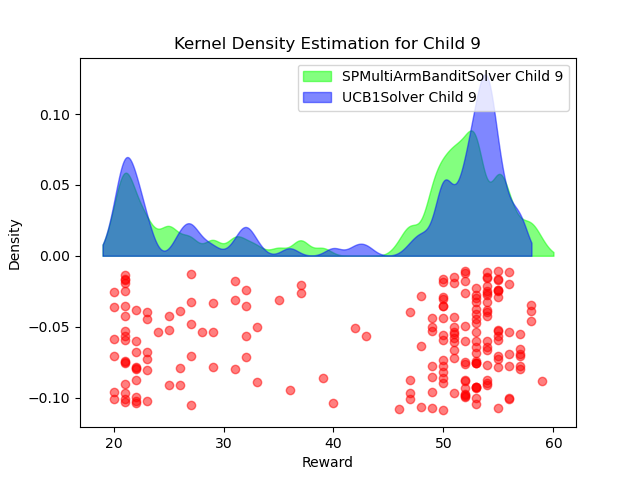 Kernel Density Estimation for Child 9
SPMultiArmBanditSolver Child 9
UCB1Solver Child 9
0.10
0.05
0.00
−0.05
−0.10
Density
20 30 40 50 60
Reward